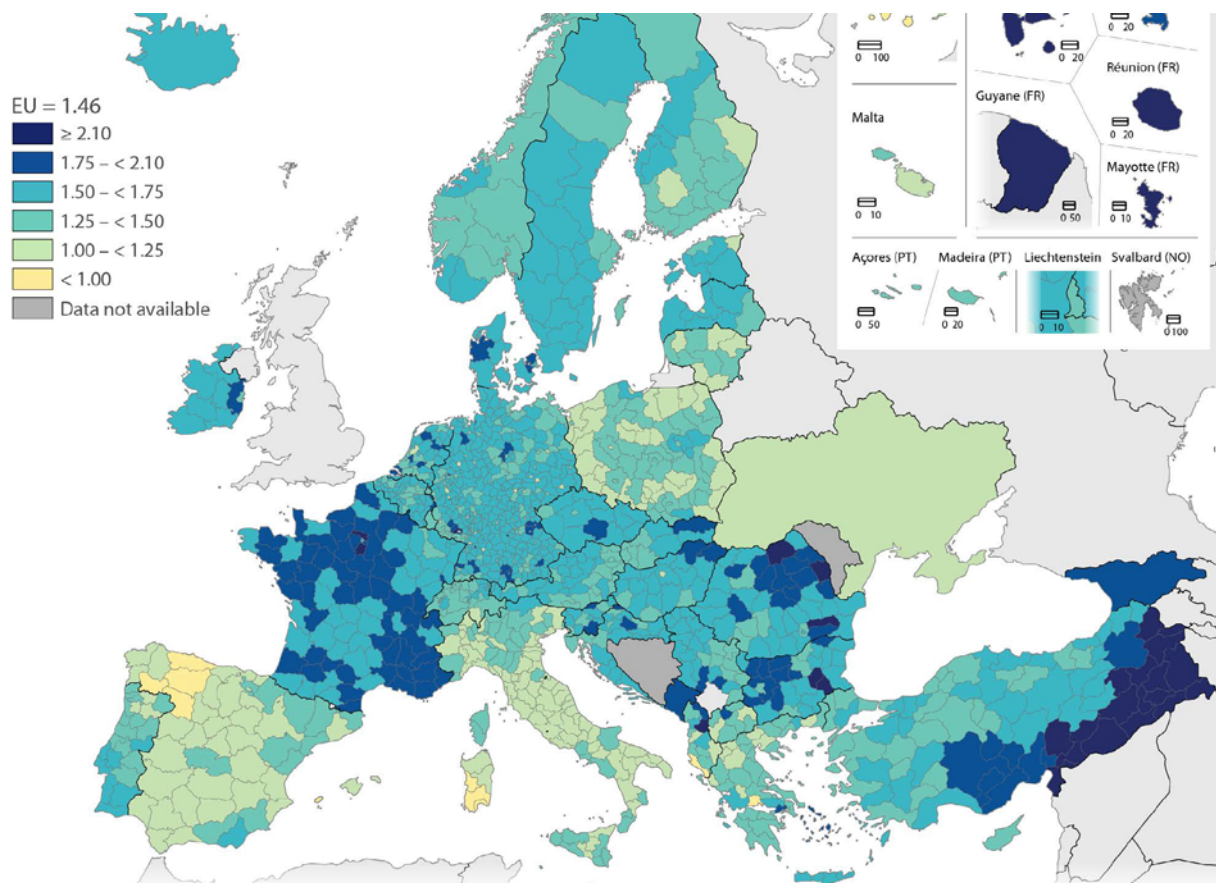 EU = 1.46
≥ 2.10
1.75 – < 2.10
1.50 – < 1.75
1.25 – < 1.50
1.00 – < 1.25
< 1.00
Data not available
0 100
0 20
0 20
Malta
0 10
Guyane (FR)
0 50
Réunion (FR)
0 20
Mayotte (FR)
0 10
Açores (PT)
0 50
Madeira (PT)
0 20
Liechtenstein
0 10
Svalbard (NO)
0 100